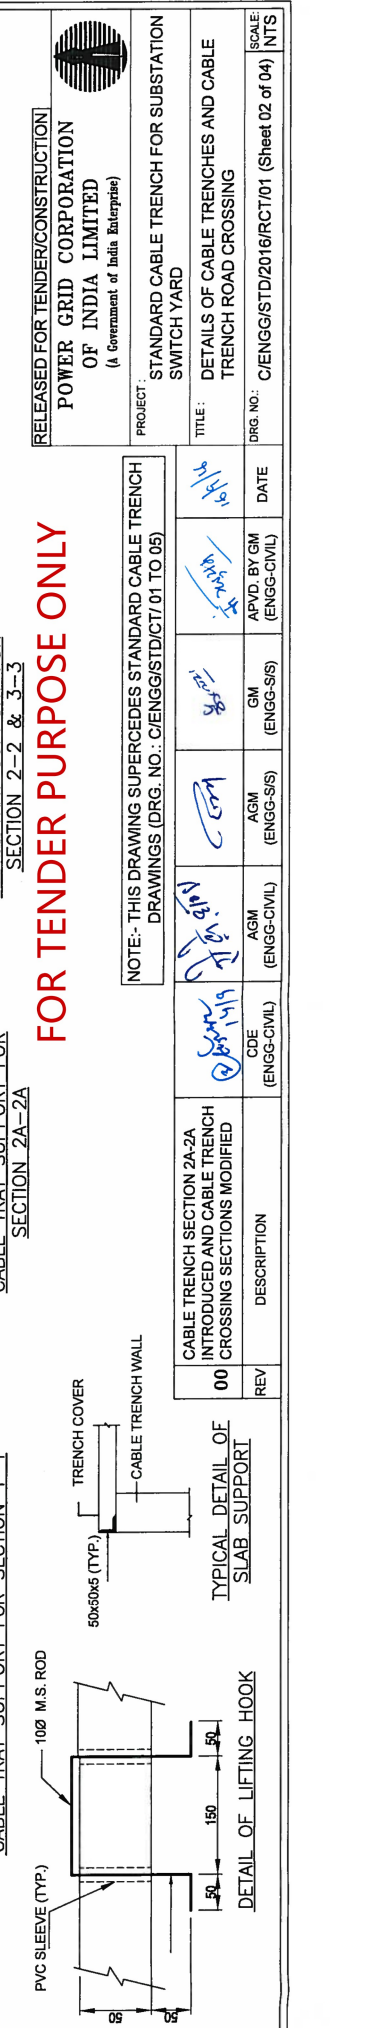 SECTION 2-2 & 3-3
SECTION 2A-2A
FOR TENDER PURPOSE ONLY
PVC SLEEVE (TYP.)
10Ø M.S. ROD
50
50
50
150
50
DETAIL OF LIFTING HOOK
50x50x5 (TYP.)
TRENCH COVER
CABLE TRENCH WALL
TYPICAL DETAIL OF
SLAB SUPPORT
NOTE:- THIS DRAWING SUPERCEDES STANDARD CABLE TRENCH
DRAWINGS (DRG. NO.: C/ENGG/STD/CT/ 01 TO 05)
00
CABLE TRENCH SECTION 2A-2A
INTRODUCED AND CABLE TRENCH
CROSSING SECTIONS MODIFIED
REV
DESCRIPTION
CDE
(ENGG-CIVIL)
AGM
(ENGG-CIVIL)
AGM
(ENGG-S/S)
GM
(ENGG-S/S)
APVD. BY GM
(ENGG-CIVIL)
DATE
RELEASED FOR TENDER/CONSTRUCTION
POWER GRID CORPORATION
OF INDIA LIMITED
(A Government of India Enterprise)
PROJECT :
STANDARD CABLE TRENCH FOR SUBSTATION
SWITCH YARD
TITLE :
DETAILS OF CABLE TRENCHES AND CABLE
TRENCH ROAD CROSSING
DRG. NO.:
C/ENGG/STD/2016/RCT/01 (Sheet 02 of 04)
SCALE:
NTS